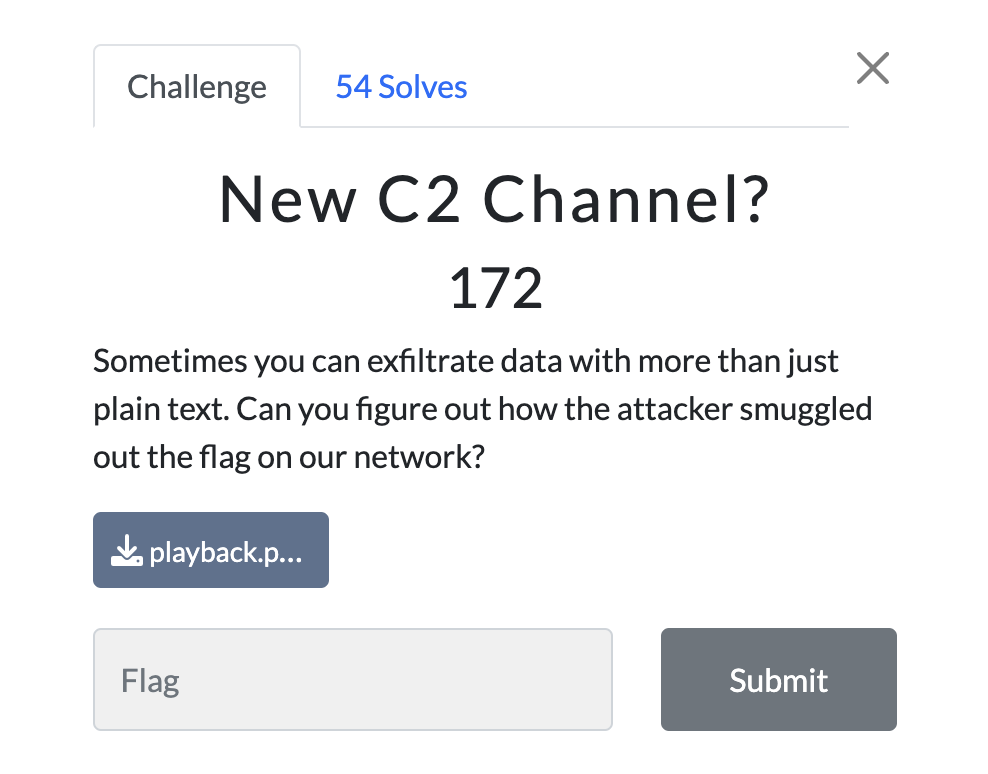 Challenge
54 Solves
New C2 Channel?
172
Sometimes you can exfiltrate data with more than just
plain text. Can you figure out how the attacker smuggled
out the flag on our network?
playback.p...
Flag
Submit